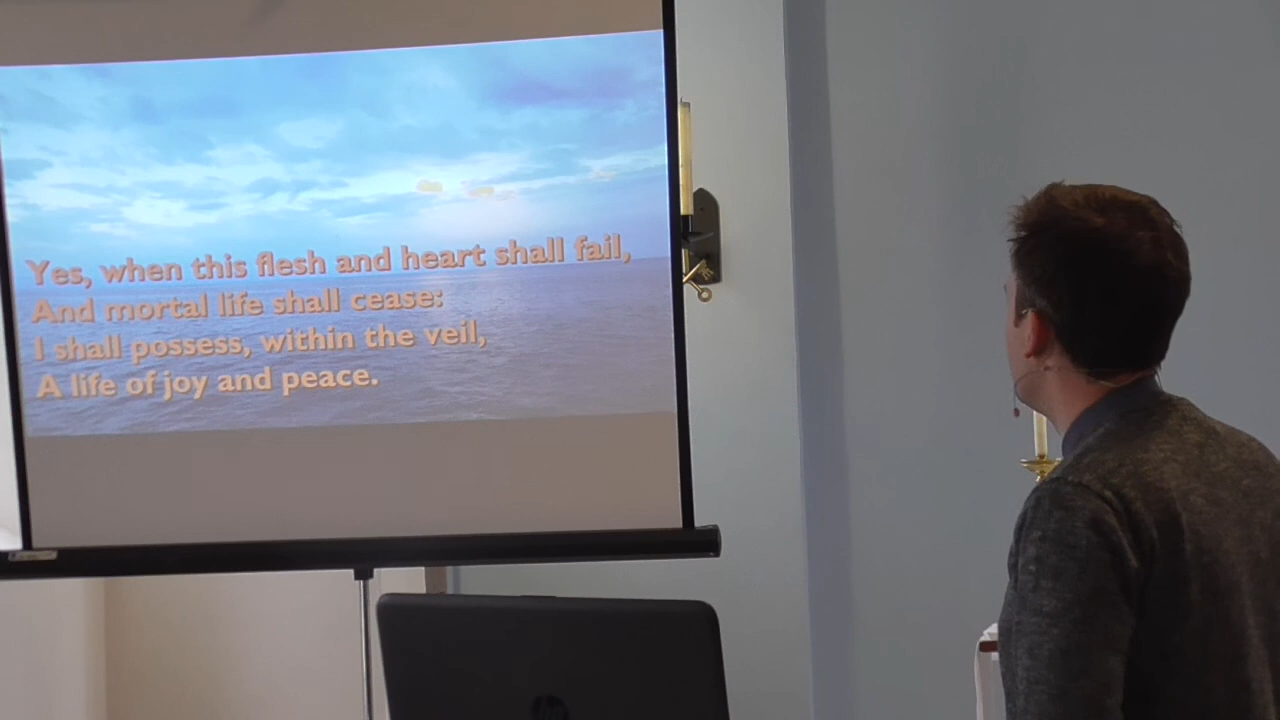 Yes, when this flesh and heart shall fail,
And mortal life shall cease:
I shall possess, within the veil,
A life of joy and peace.
hp